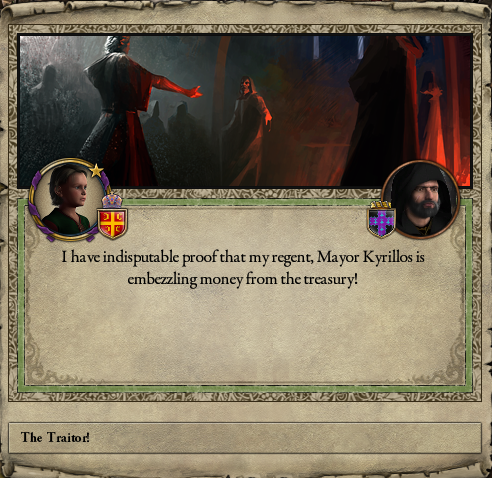 I have indisputable proof that my regent, Mayor Kyrillos is
embezzling money from the treasury!
The Traitor!